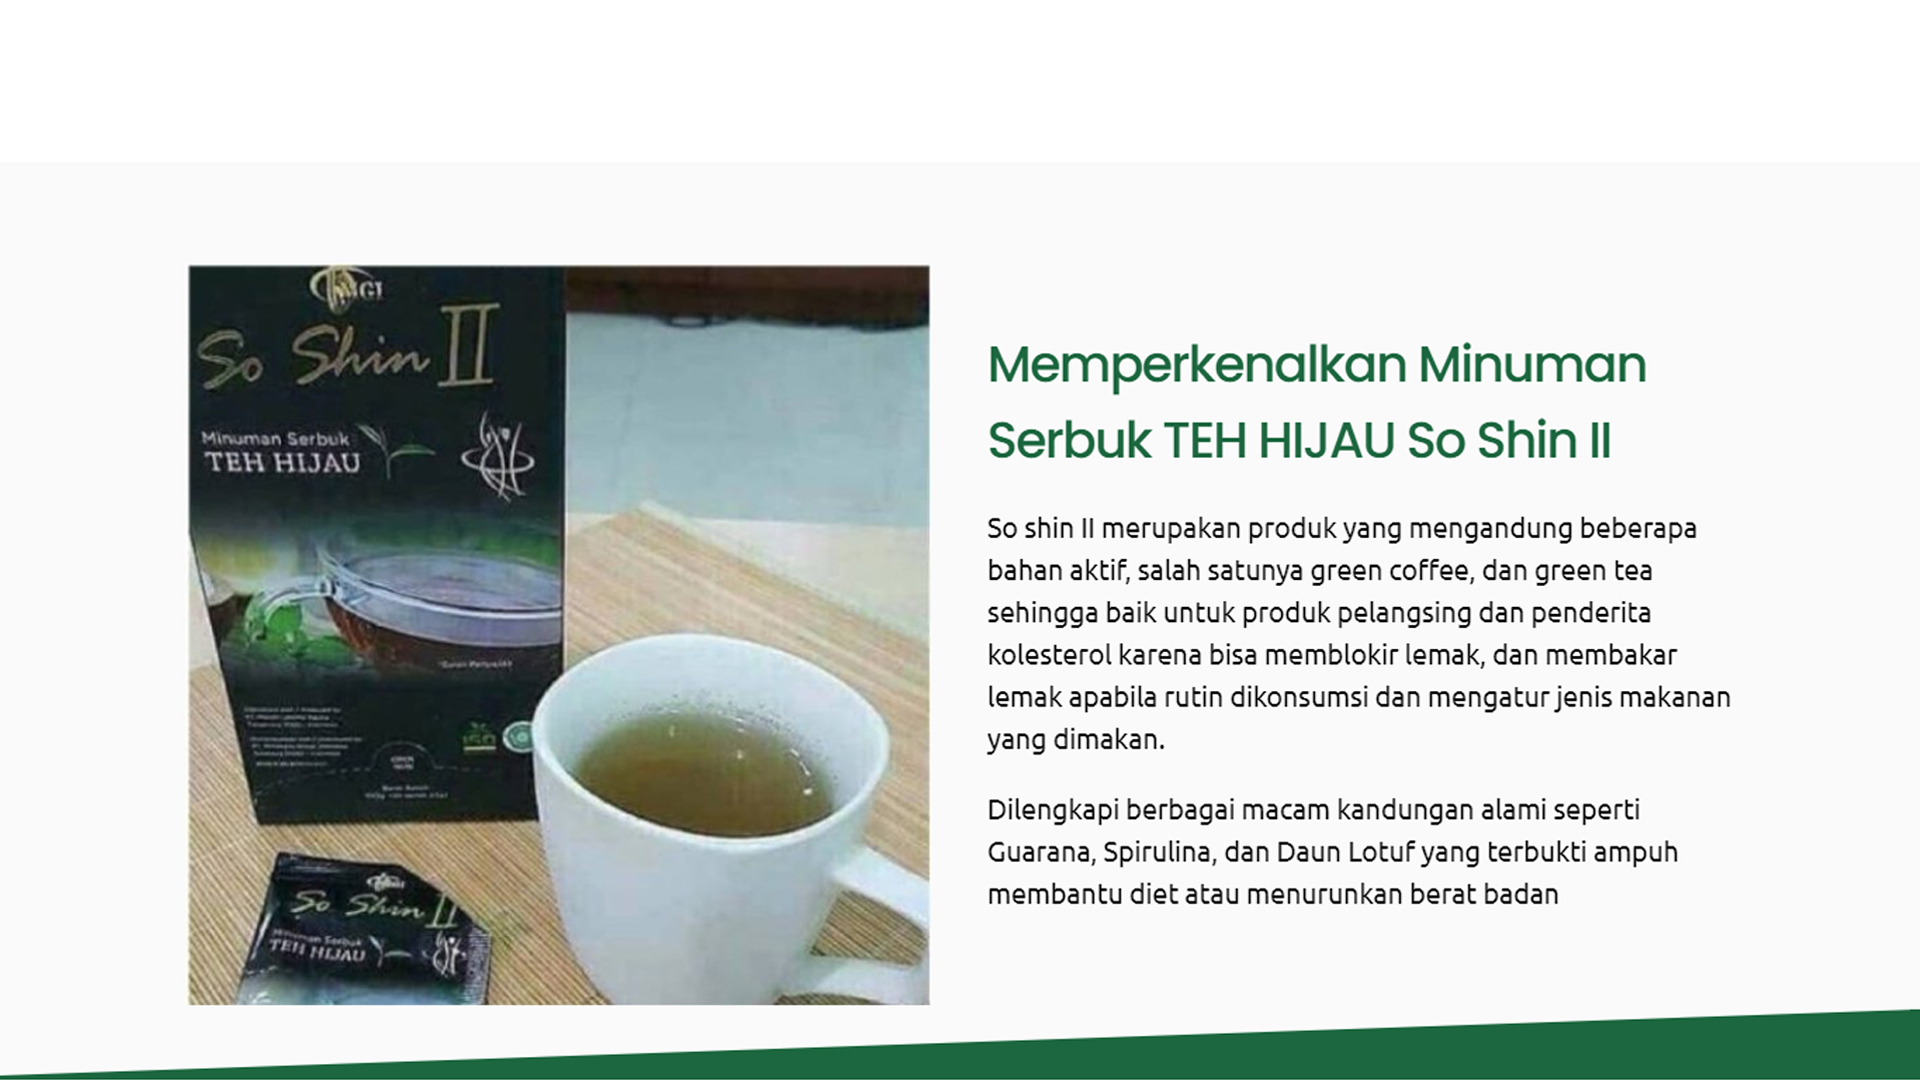 So Shin II
Minuman Serbuk
TEH HIJAU
So Shin II
Minuman Serbuk
TEH HIJAU
Memperkenalkan Minuman
Serbuk TEH HIJAU So Shin II
So shin II merupakan produk yang mengandung beberapa
bahan aktif, salah satunya green coffee, dan green tea
sehingga baik untuk produk pelangsing dan penderita
kolesterol karena bisa memblokir lemak, dan membakar
lemak apabila rutin dikonsumsi dan mengatur jenis makanan
yang dimakan.
Dilengkapi berbagai macam kandungan alami seperti
Guarana, Spirulina, dan Daun Lotuf yang terbukti ampuh
membantu diet atau menurunkan berat badan